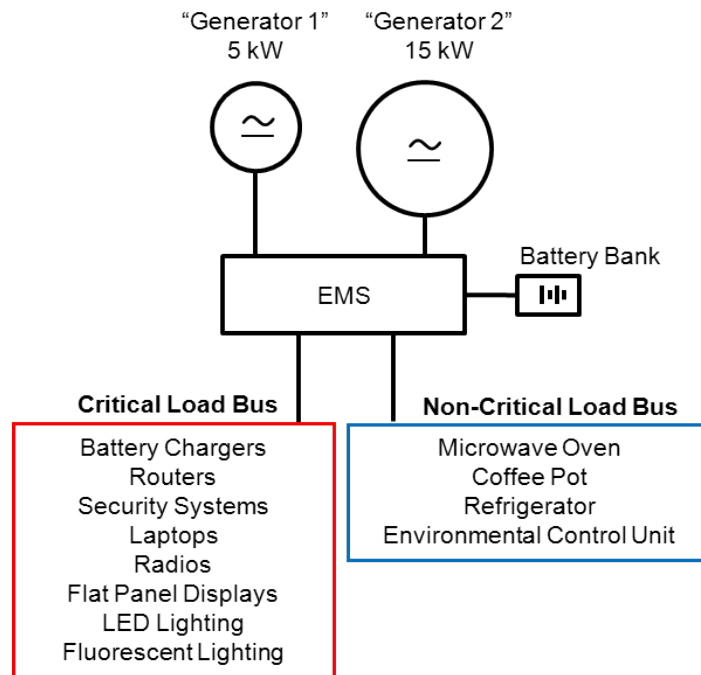 “Generator 1”
5 kW
“Generator 2”
15 kW
EMS
Battery Bank
Critical Load Bus
Battery Chargers
Routers
Security Systems
Laptops
Radios
Flat Panel Displays
LED Lighting
Fluorescent Lighting
Non-Critical Load Bus
Microwave Oven
Coffee Pot
Refrigerator
Environmental Control Unit